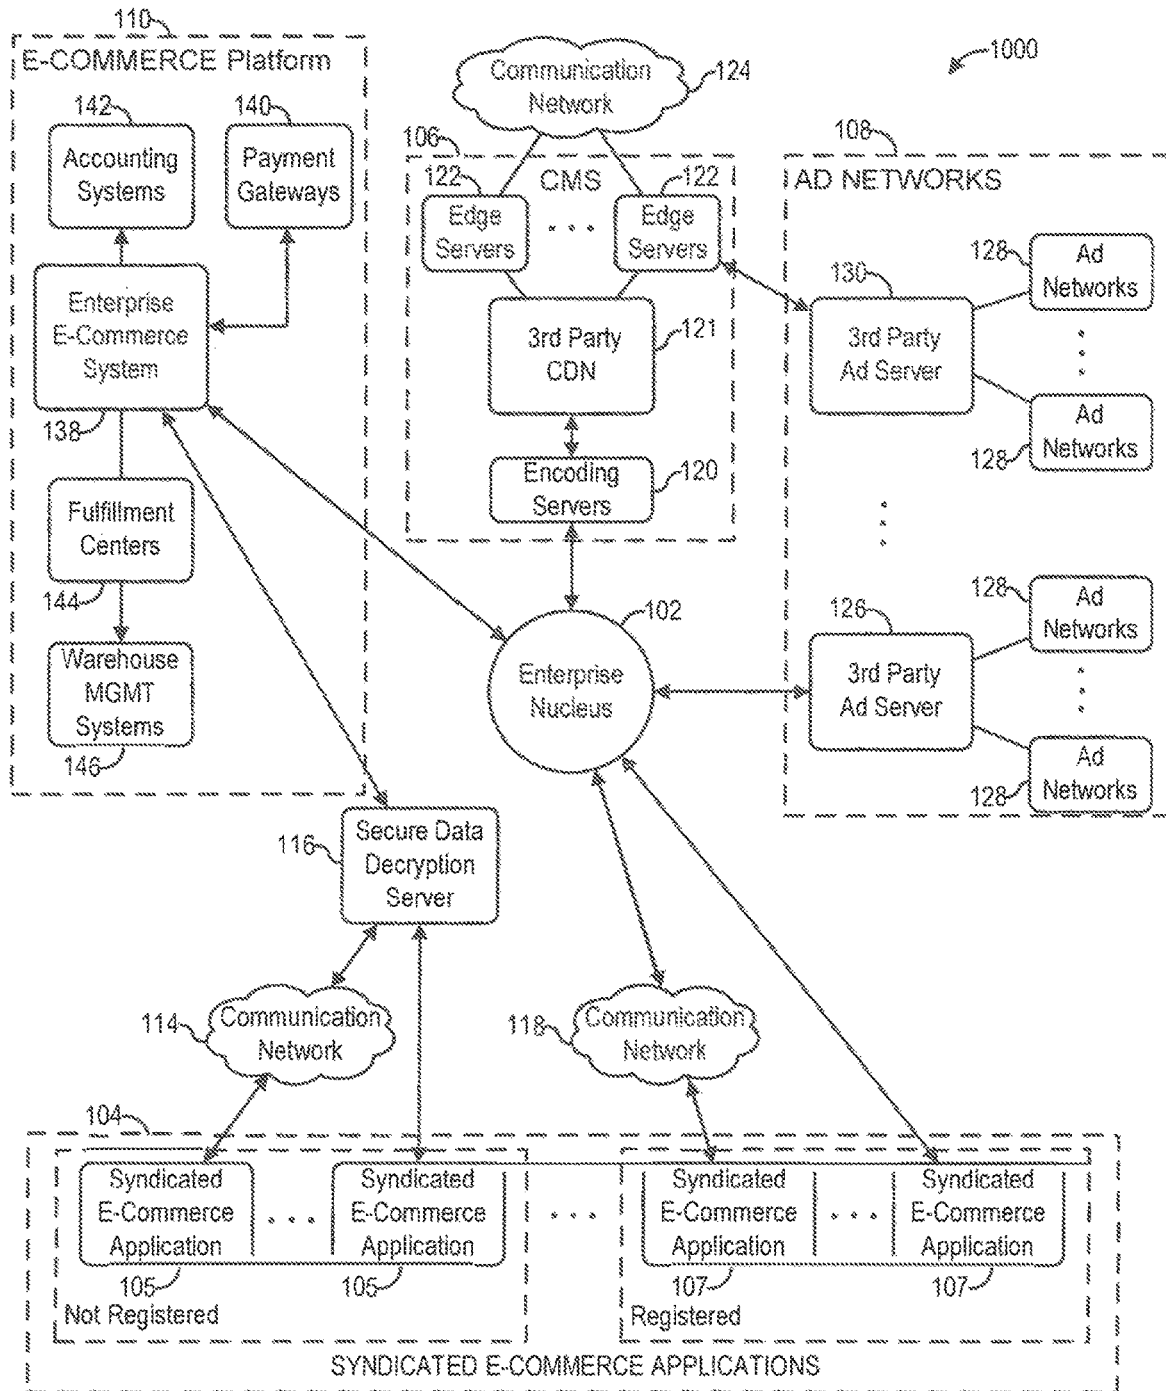 110
E-COMMERCE Platform
142
Accounting
Systems
140
Payment
Gateways
Enterprise
E-Commerce
System
138
Fulfillment
Centers
144
Warehouse
MGMT
Systems
146
Communication
Network
124
1000
106
CMS
122
Edge
Servers
. . .
122
Edge
Servers
3rd Party
CDN
121
Encoding
Servers
120
108
AD NETWORKS
130
3rd Party
Ad Server
128
Ad
Networks
128
Ad
Networks
126
3rd Party
Ad Server
128
Ad
Networks
128
Ad
Networks
102
Enterprise
Nucleus
116
Secure Data
Decryption
Server
114
Communication
Network
118
Communication
Network
104
Syndicated
E-Commerce
Application
105
. . .
Syndicated
E-Commerce
Application
105
Not Registered
. . .
Syndicated
E-Commerce
Application
107
. . .
Syndicated
E-Commerce
Application
107
Registered
SYNDICATED E-COMMERCE APPLICATIONS